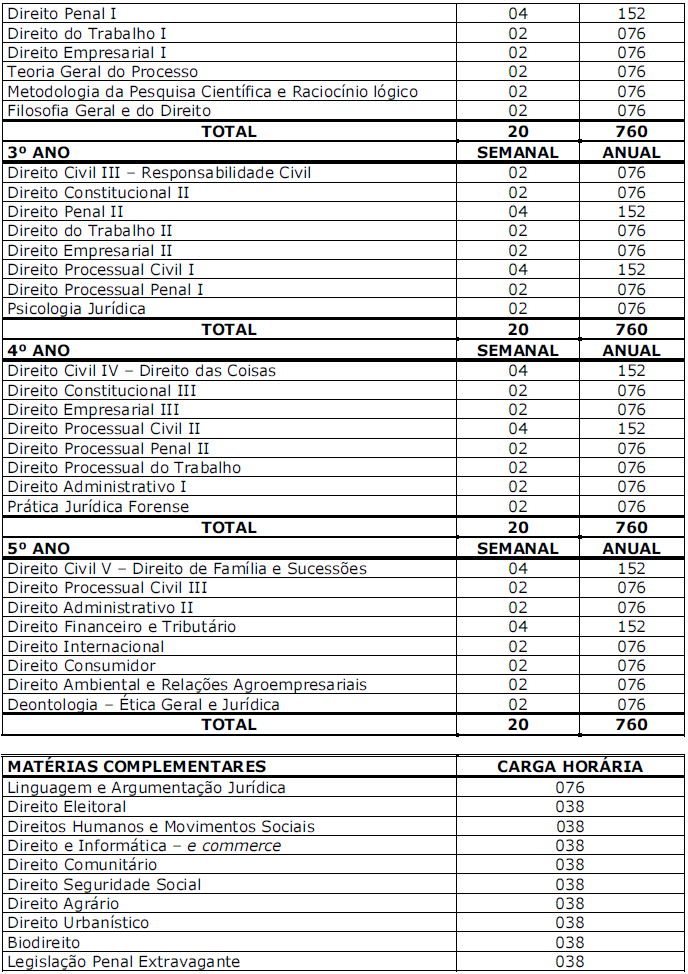 Direito Penal I 04 152
Direito do Trabalho I 02 076
Direito Empresarial I 02 076
Teoria Geral do Processo 02 076
Metodologia da Pesquisa Científica e Raciocínio lógico 02 076
Filosofia Geral e do Direito 02 076
TOTAL 20 760
3º ANO SEMANAL ANUAL
Direito Civil III – Responsabilidade Civil 02 076
Direito Constitucional II 02 076
Direito Penal II 04 152
Direito do Trabalho II 02 076
Direito Empresarial II 02 076
Direito Processual Civil I 04 152
Direito Processual Penal I 02 076
Psicologia Jurídica 02 076
TOTAL 20 760
4º ANO SEMANAL ANUAL
Direito Civil IV – Direito das Coisas 04 152
Direito Constitucional III 02 076
Direito Empresarial III 02 076
Direito Processual Civil II 04 152
Direito Processual Penal II 02 076
Direito Processual do Trabalho 02 076
Direito Administrativo I 02 076
Prática Jurídica Forense 02 076
TOTAL 20 760
5º ANO SEMANAL ANUAL
Direito Civil V – Direito de Família e Sucessões 04 152
Direito Processual Civil III 02 076
Direito Administrativo II 02 076
Direito Financeiro e Tributário 04 152
Direito Internacional 02 076
Direito Consumidor 02 076
Direito Ambiental e Relações Agroempresariais 02 076
Deontologia – Ética Geral e Jurídica 02 076
TOTAL 20 760
MATÉRIAS COMPLEMENTARES CARGA HORÁRIA
Linguagem e Argumentação Jurídica 076
Direito Eleitoral 038
Direitos Humanos e Movimentos Sociais 038
Direito e Informática – e commerce 038
Direito Comunitário 038
Direito Seguridade Social 038
Direito Agrário 038
Direito Urbanístico 038
Biodireito 038
Legislação Penal Extravagante 038